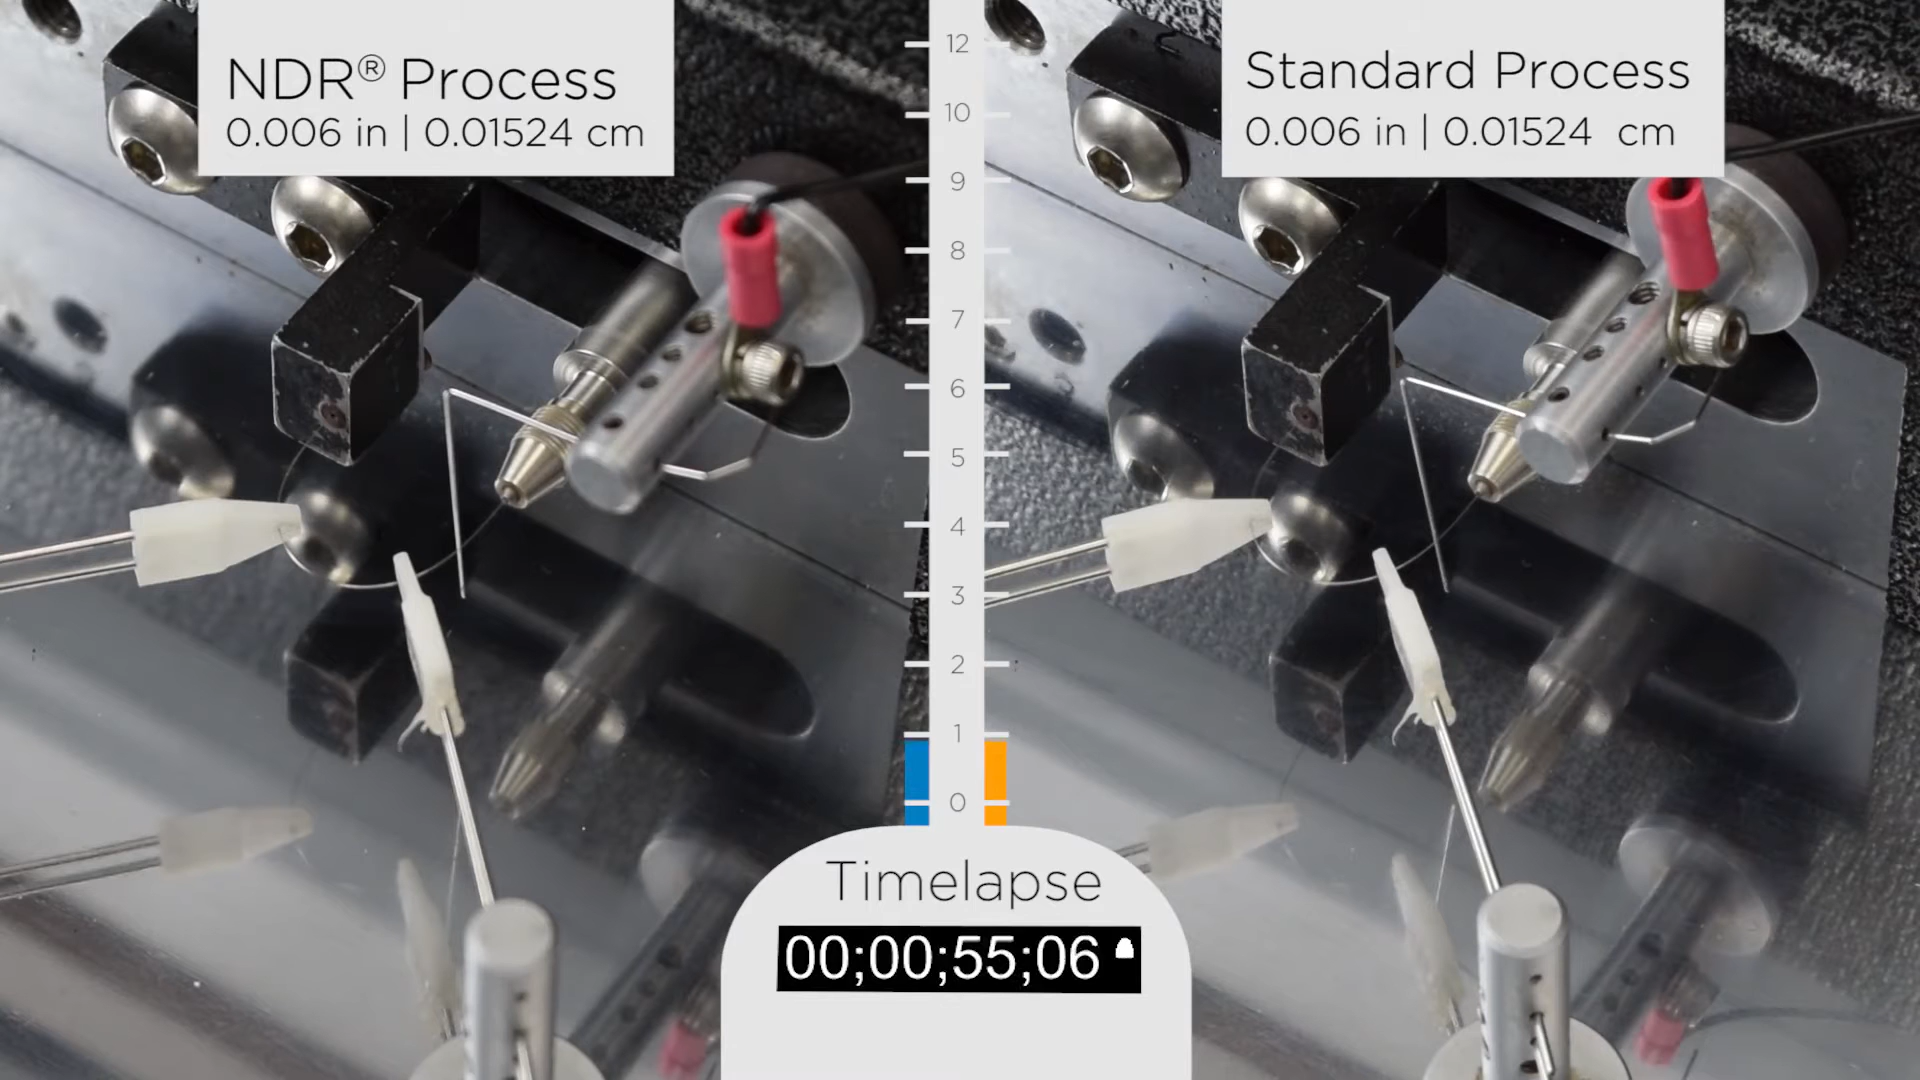 NDR® Process
0.006 in | 0.01524 cm
Standard Process
0.006 in | 0.01524 cm
12
10
9
8
7
6
5
4
3
2
1
0
Timelapse
00;00;55;06